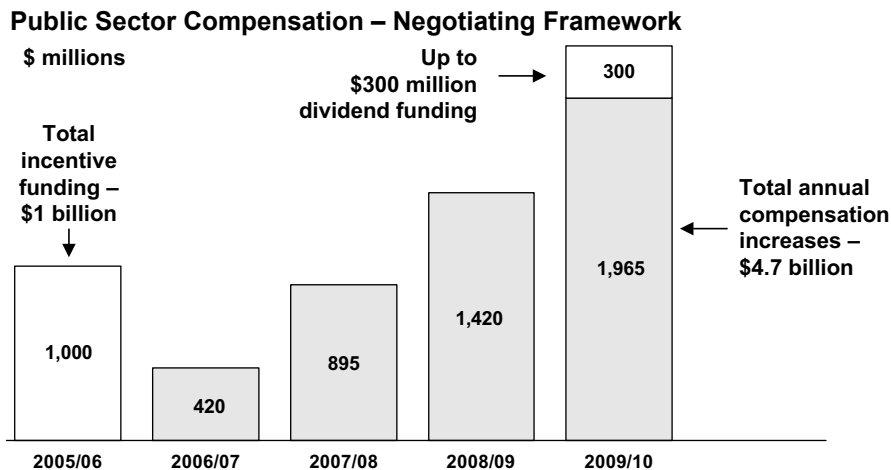 Public Sector Compensation – Negotiating Framework
$ millions
Up to
$300 million
dividend funding
300
Total
incentive
funding –
$1 billion
Total annual
compensation
increases –
$4.7 billion
1,000
420
895
1,420
1,965
2005/06
2006/07
2007/08
2008/09
2009/10